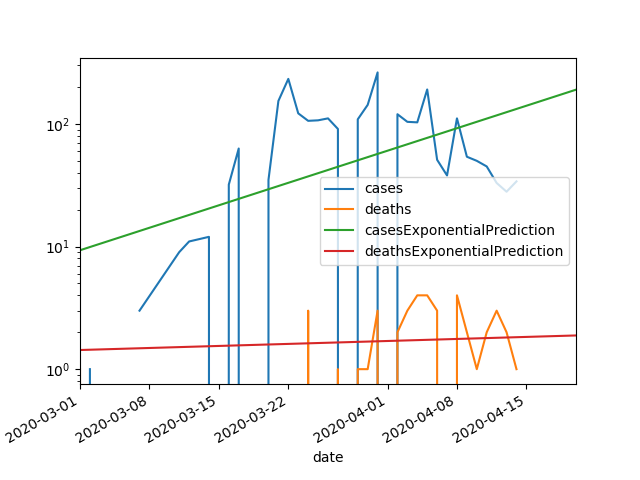 10²
10¹
10⁰
cases
deaths
casesExponentialPrediction
deathsExponentialPrediction
2020-03-01
2020-03-08
2020-03-15
2020-03-22
2020-04-01
2020-04-08
2020-04-15
date